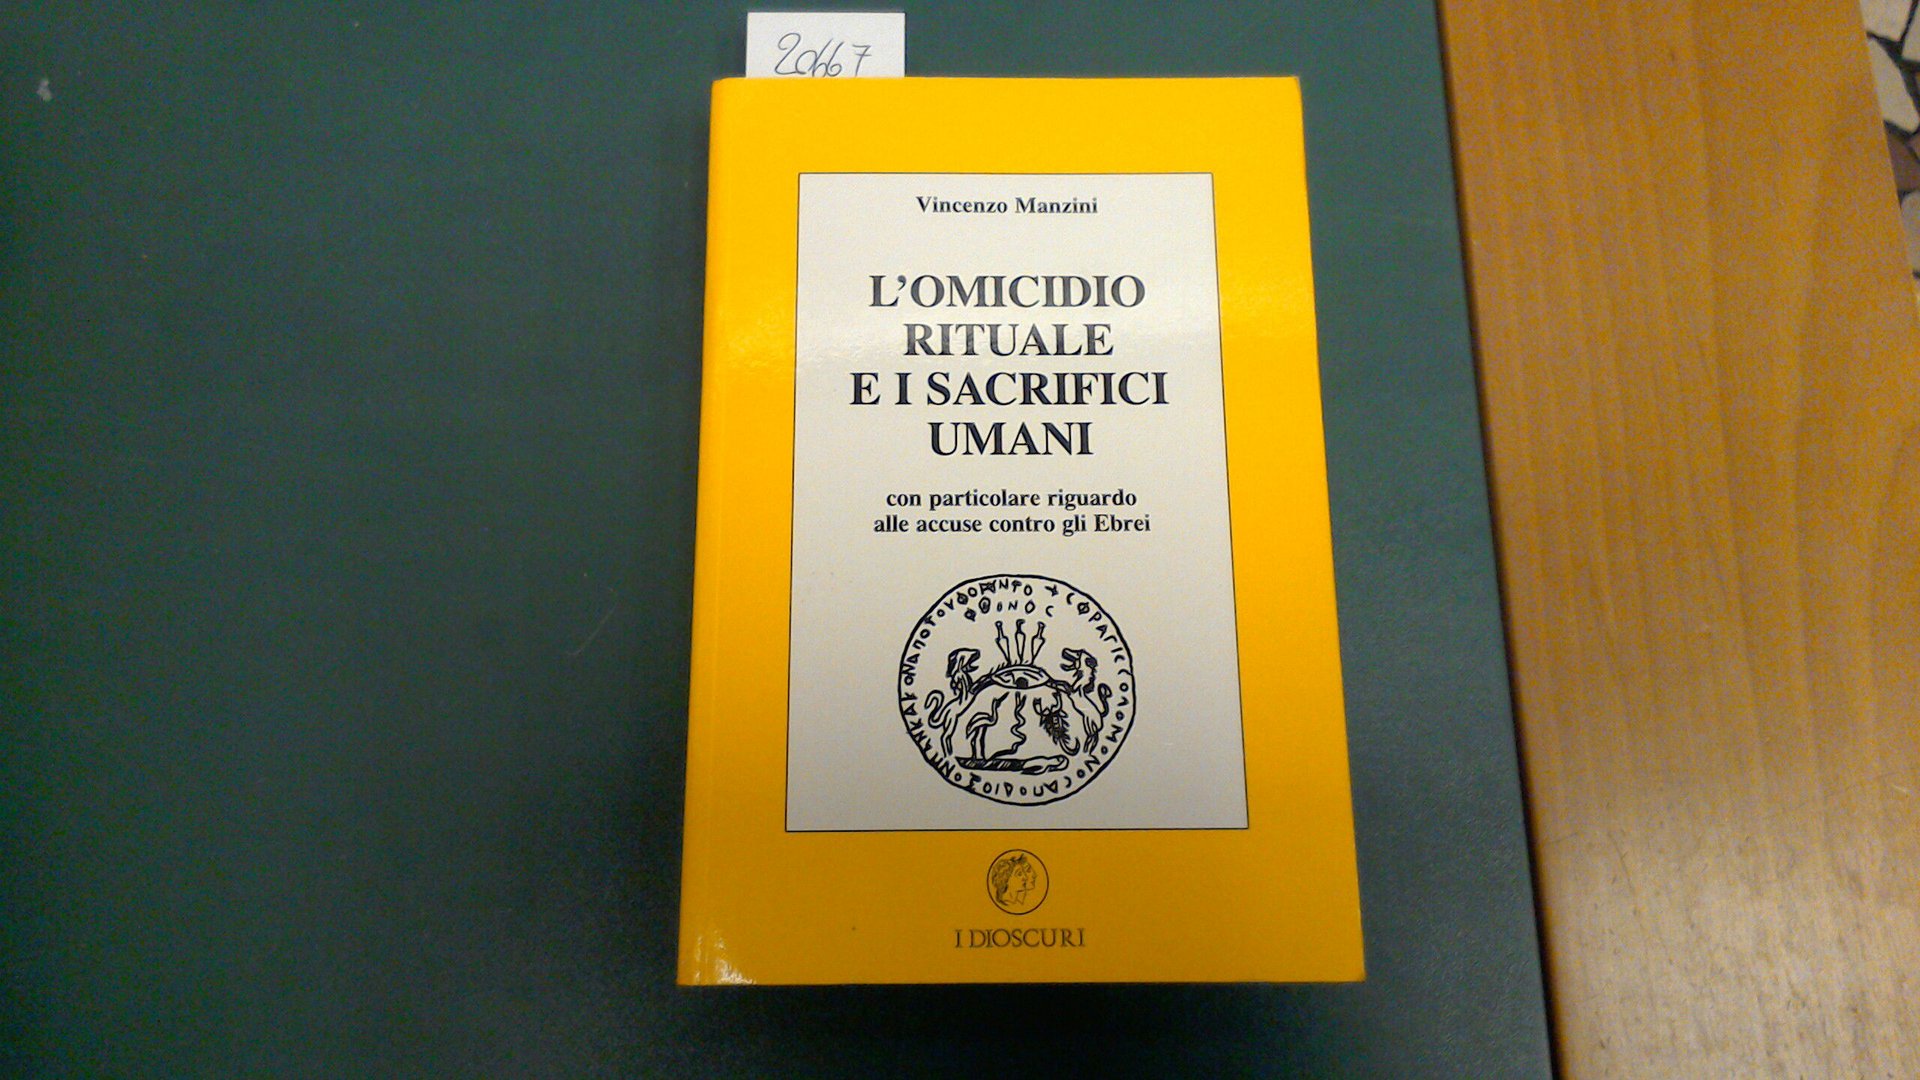 20667
Vincenzo Manzini
L'OMICIDIO
RITUALE
E I SACRIFICI
UMANI
con particolare riguardo
alle accuse contro gli Ebrei
I DIOSCURI